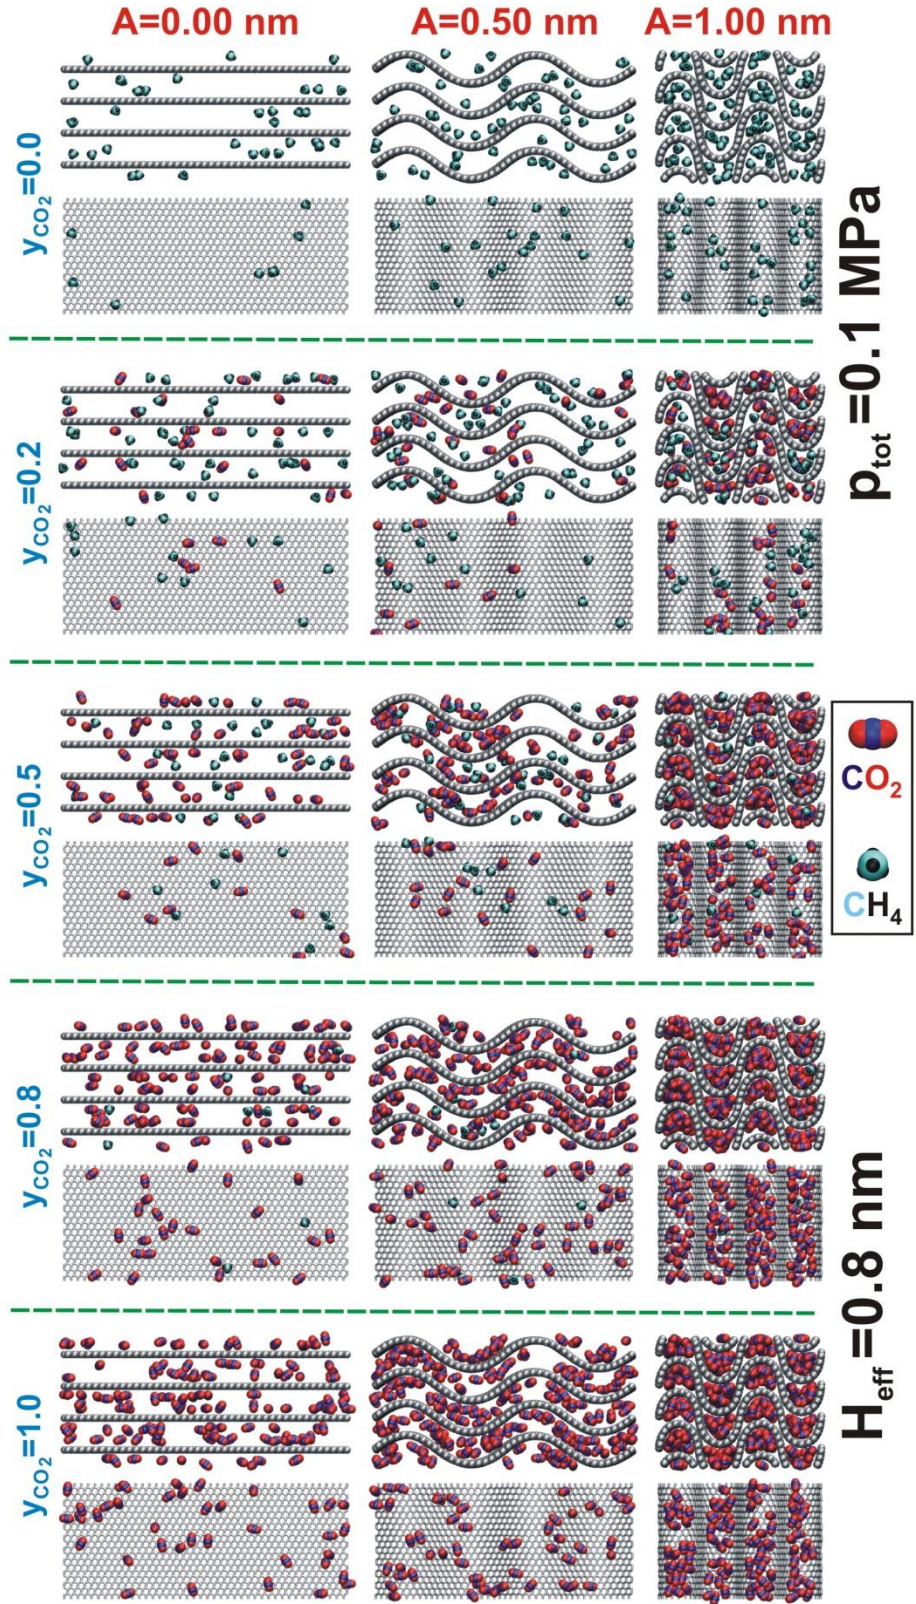 A=0.00 nm
A=0.50 nm
A=1.00 nm
yCO₂=0.0
yCO₂=0.2
yCO₂=0.5
yCO₂=0.8
yCO₂=1.0
pₜₒₜ=0.1 MPa
CO₂
CH₄
Heff=0.8 nm